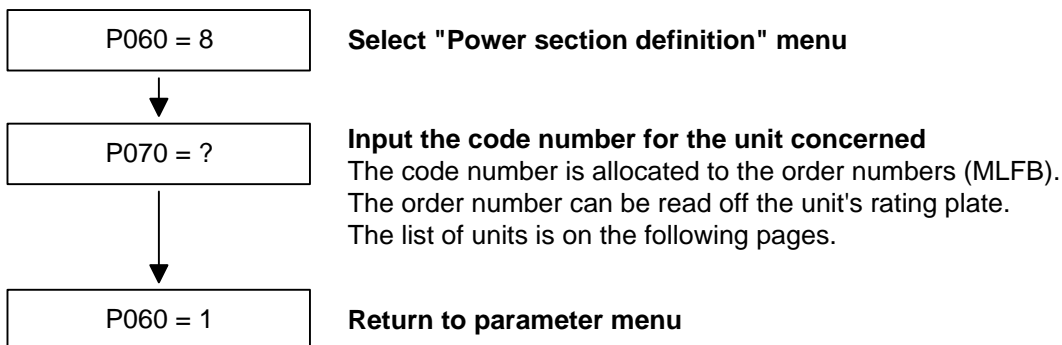 P060 = 8
Select "Power section definition" menu
P070 = ?
Input the code number for the unit concerned
The code number is allocated to the order numbers (MLFB).
The order number can be read off the unit's rating plate.
The list of units is on the following pages.
P060 = 1
Return to parameter menu